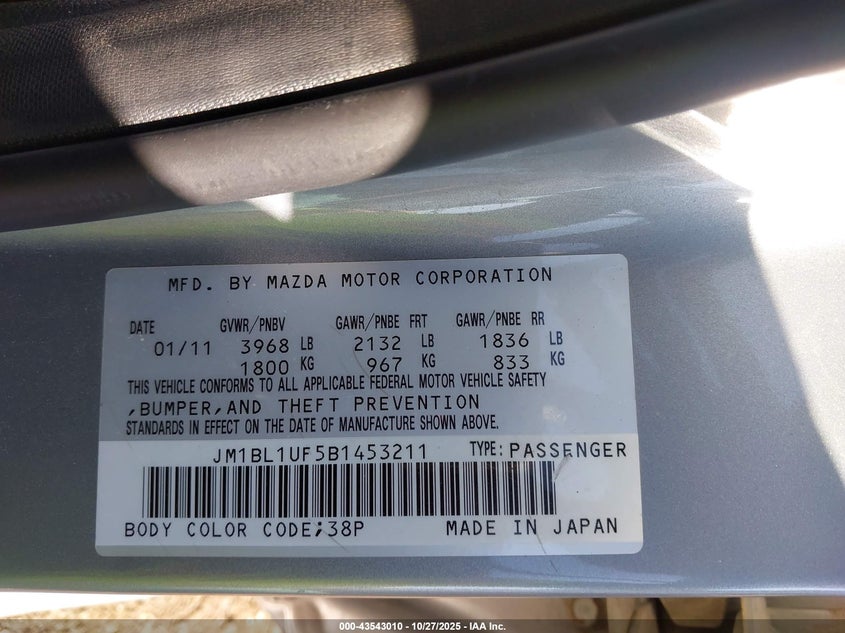 MFD. BY MAZDA MOTOR CORPORATION
DATE GVWR/PNBV GAWR/PNBE FRT GAWR/PNBE RR
01/11 3968 LB 2132 LB 1836 LB
1800 KG 967 KG 833 KG
THIS VEHICLE CONFORMS TO ALL APPLICABLE FEDERAL MOTOR VEHICLE SAFETY
,BUMPER,AND THEFT PREVENTION
STANDARDS IN EFFECT ON THE DATE OF MANUFACTURE SHOWN ABOVE.
JM1BL1UF5B1453211 TYPE: PASSENGER
BODY COLOR CODE;38P MADE IN JAPAN
000-43543010 - 10/27/2025 - IAA Inc.